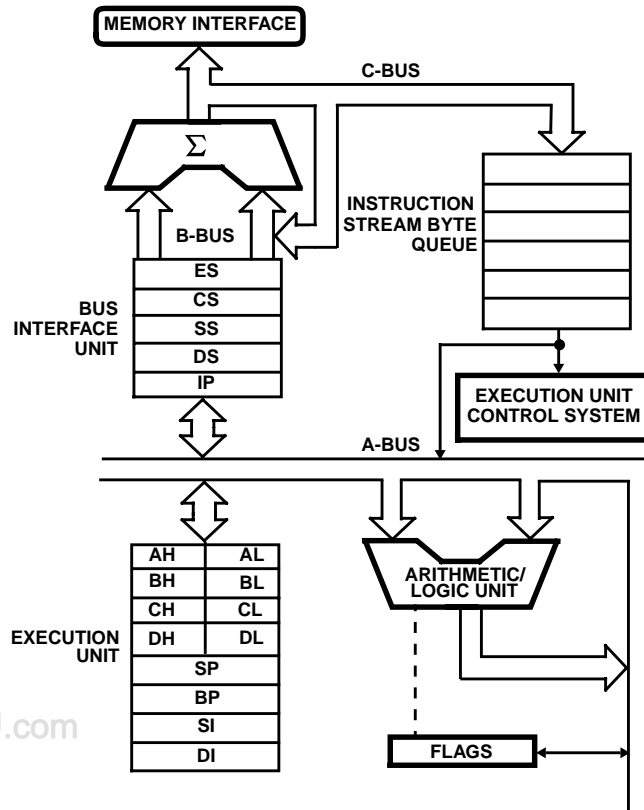 MEMORY INTERFACE
C-BUS
Σ
INSTRUCTION
STREAM BYTE
QUEUE
B-BUS
ES
CS
SS
DS
IP
BUS
INTERFACE
UNIT
EXECUTION UNIT
CONTROL SYSTEM
A-BUS
AH AL
BH BL
CH CL
DH DL
SP
BP
SI
DI
EXECUTION
UNIT
ARITHMETIC/
LOGIC UNIT
FLAGS
.com